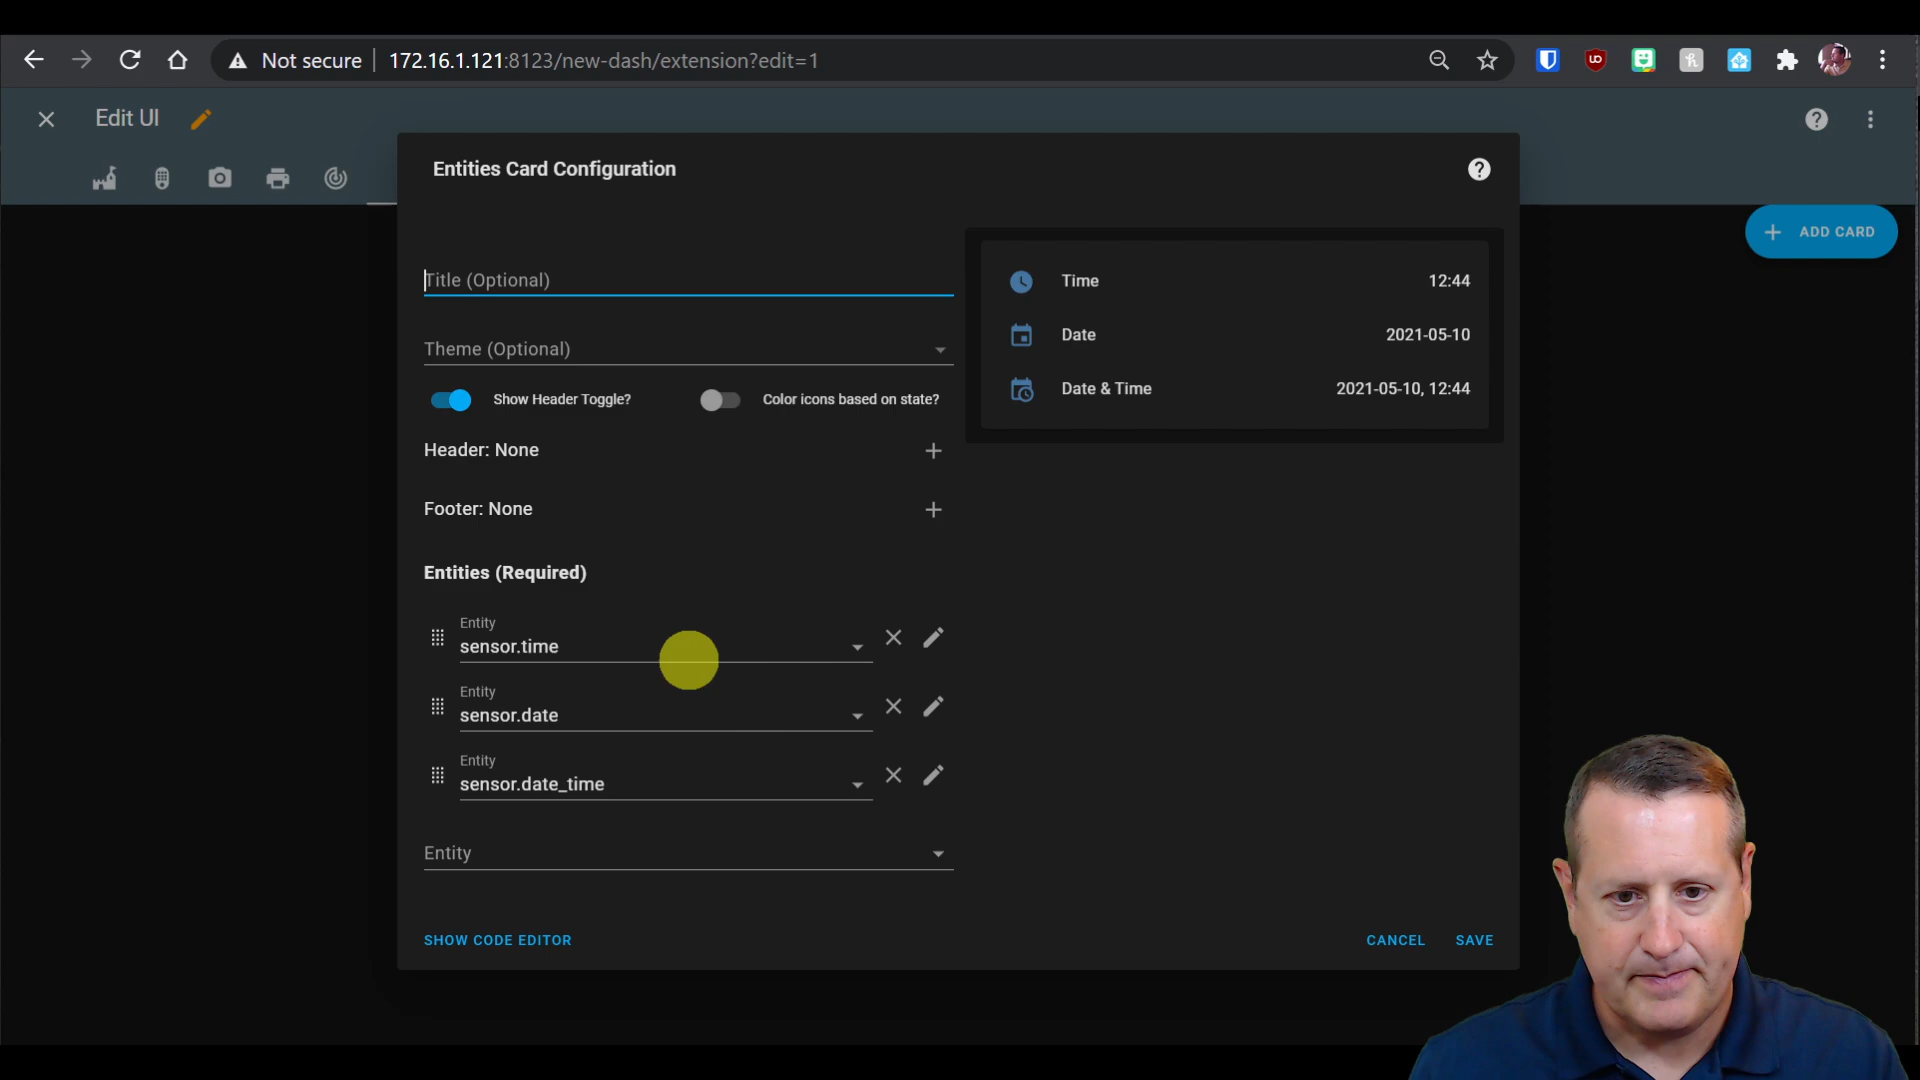 Not secure 172.16.1.121:8123/new-dash/extension?edit=1
Edit UI
Entities Card Configuration
ADD CARD
Title (Optional)
Time 12:44
Date 2021-05-10
Date & Time 2021-05-10, 12:44
Theme (Optional)
Show Header Toggle? Color icons based on state?
Header: None
Footer: None
Entities (Required)
Entity
sensor.time
Entity
sensor.date
Entity
sensor.date_time
Entity
SHOW CODE EDITOR CANCEL SAVE